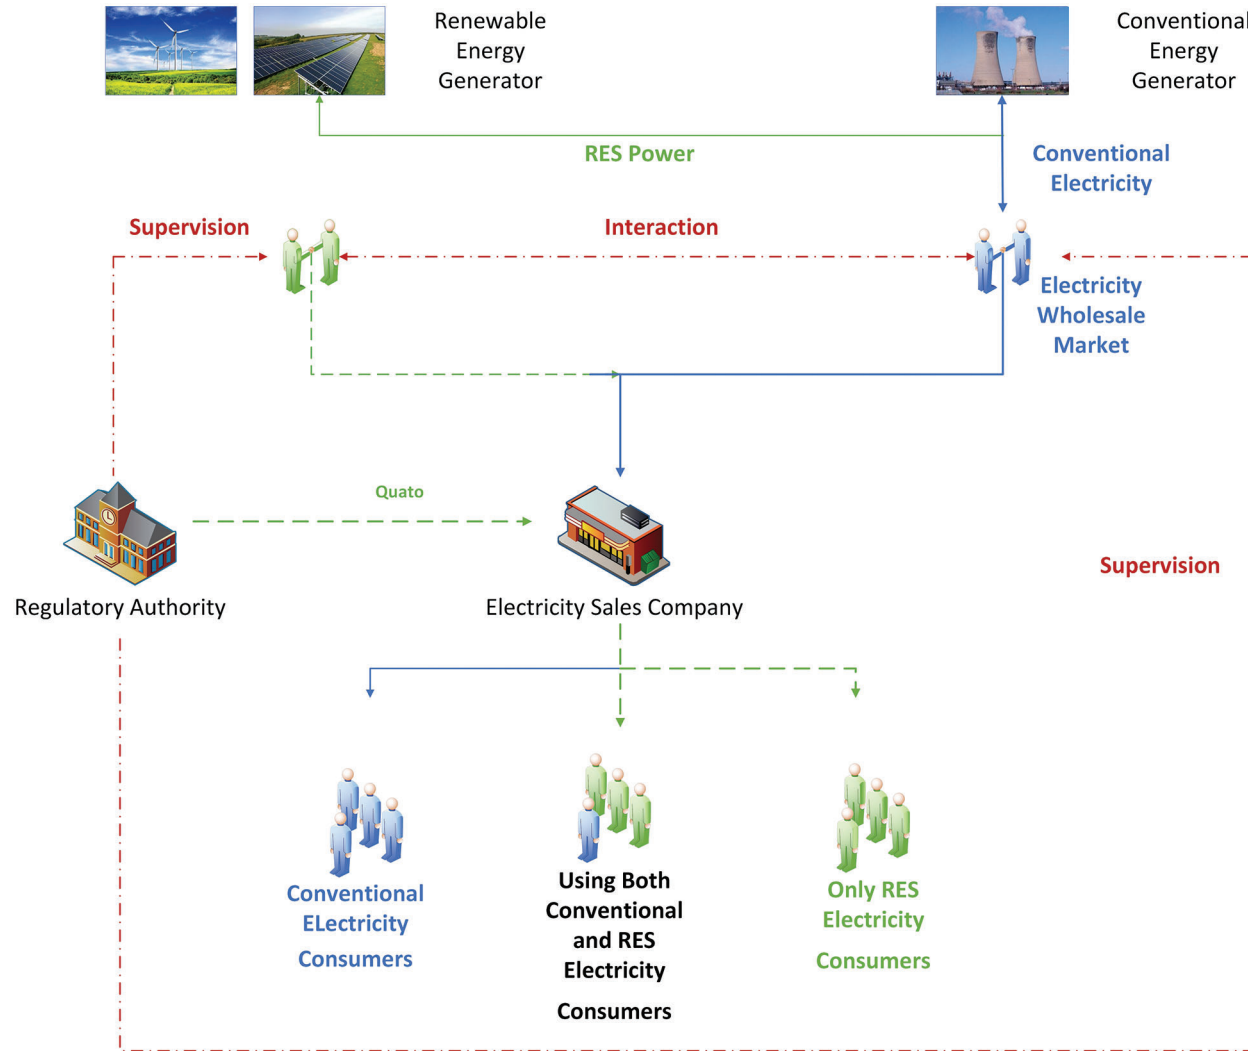 Renewable
Energy
Generator
Conventional
Energy
Generator
RES Power
Conventional
Electricity
Supervision
Interaction
Electricity
Wholesale
Market
Quato
Supervision
Regulatory Authority
Electricity Sales Company
Conventional
ELectricity
Consumers
Using Both
Conventional
and RES
Electricity
Consumers
Only RES
Electricity
Consumers